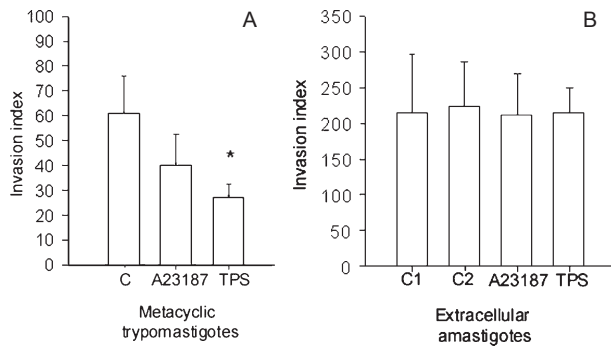 A
Invasion index
100
90
80
70
60
50
40
30
20
10
0
*
C A23187 TPS
Metacyclic
trypomastigotes
B
Invasion index
350
300
250
200
150
100
50
0
C1 C2 A23187 TPS
Extracellular
amastigotes